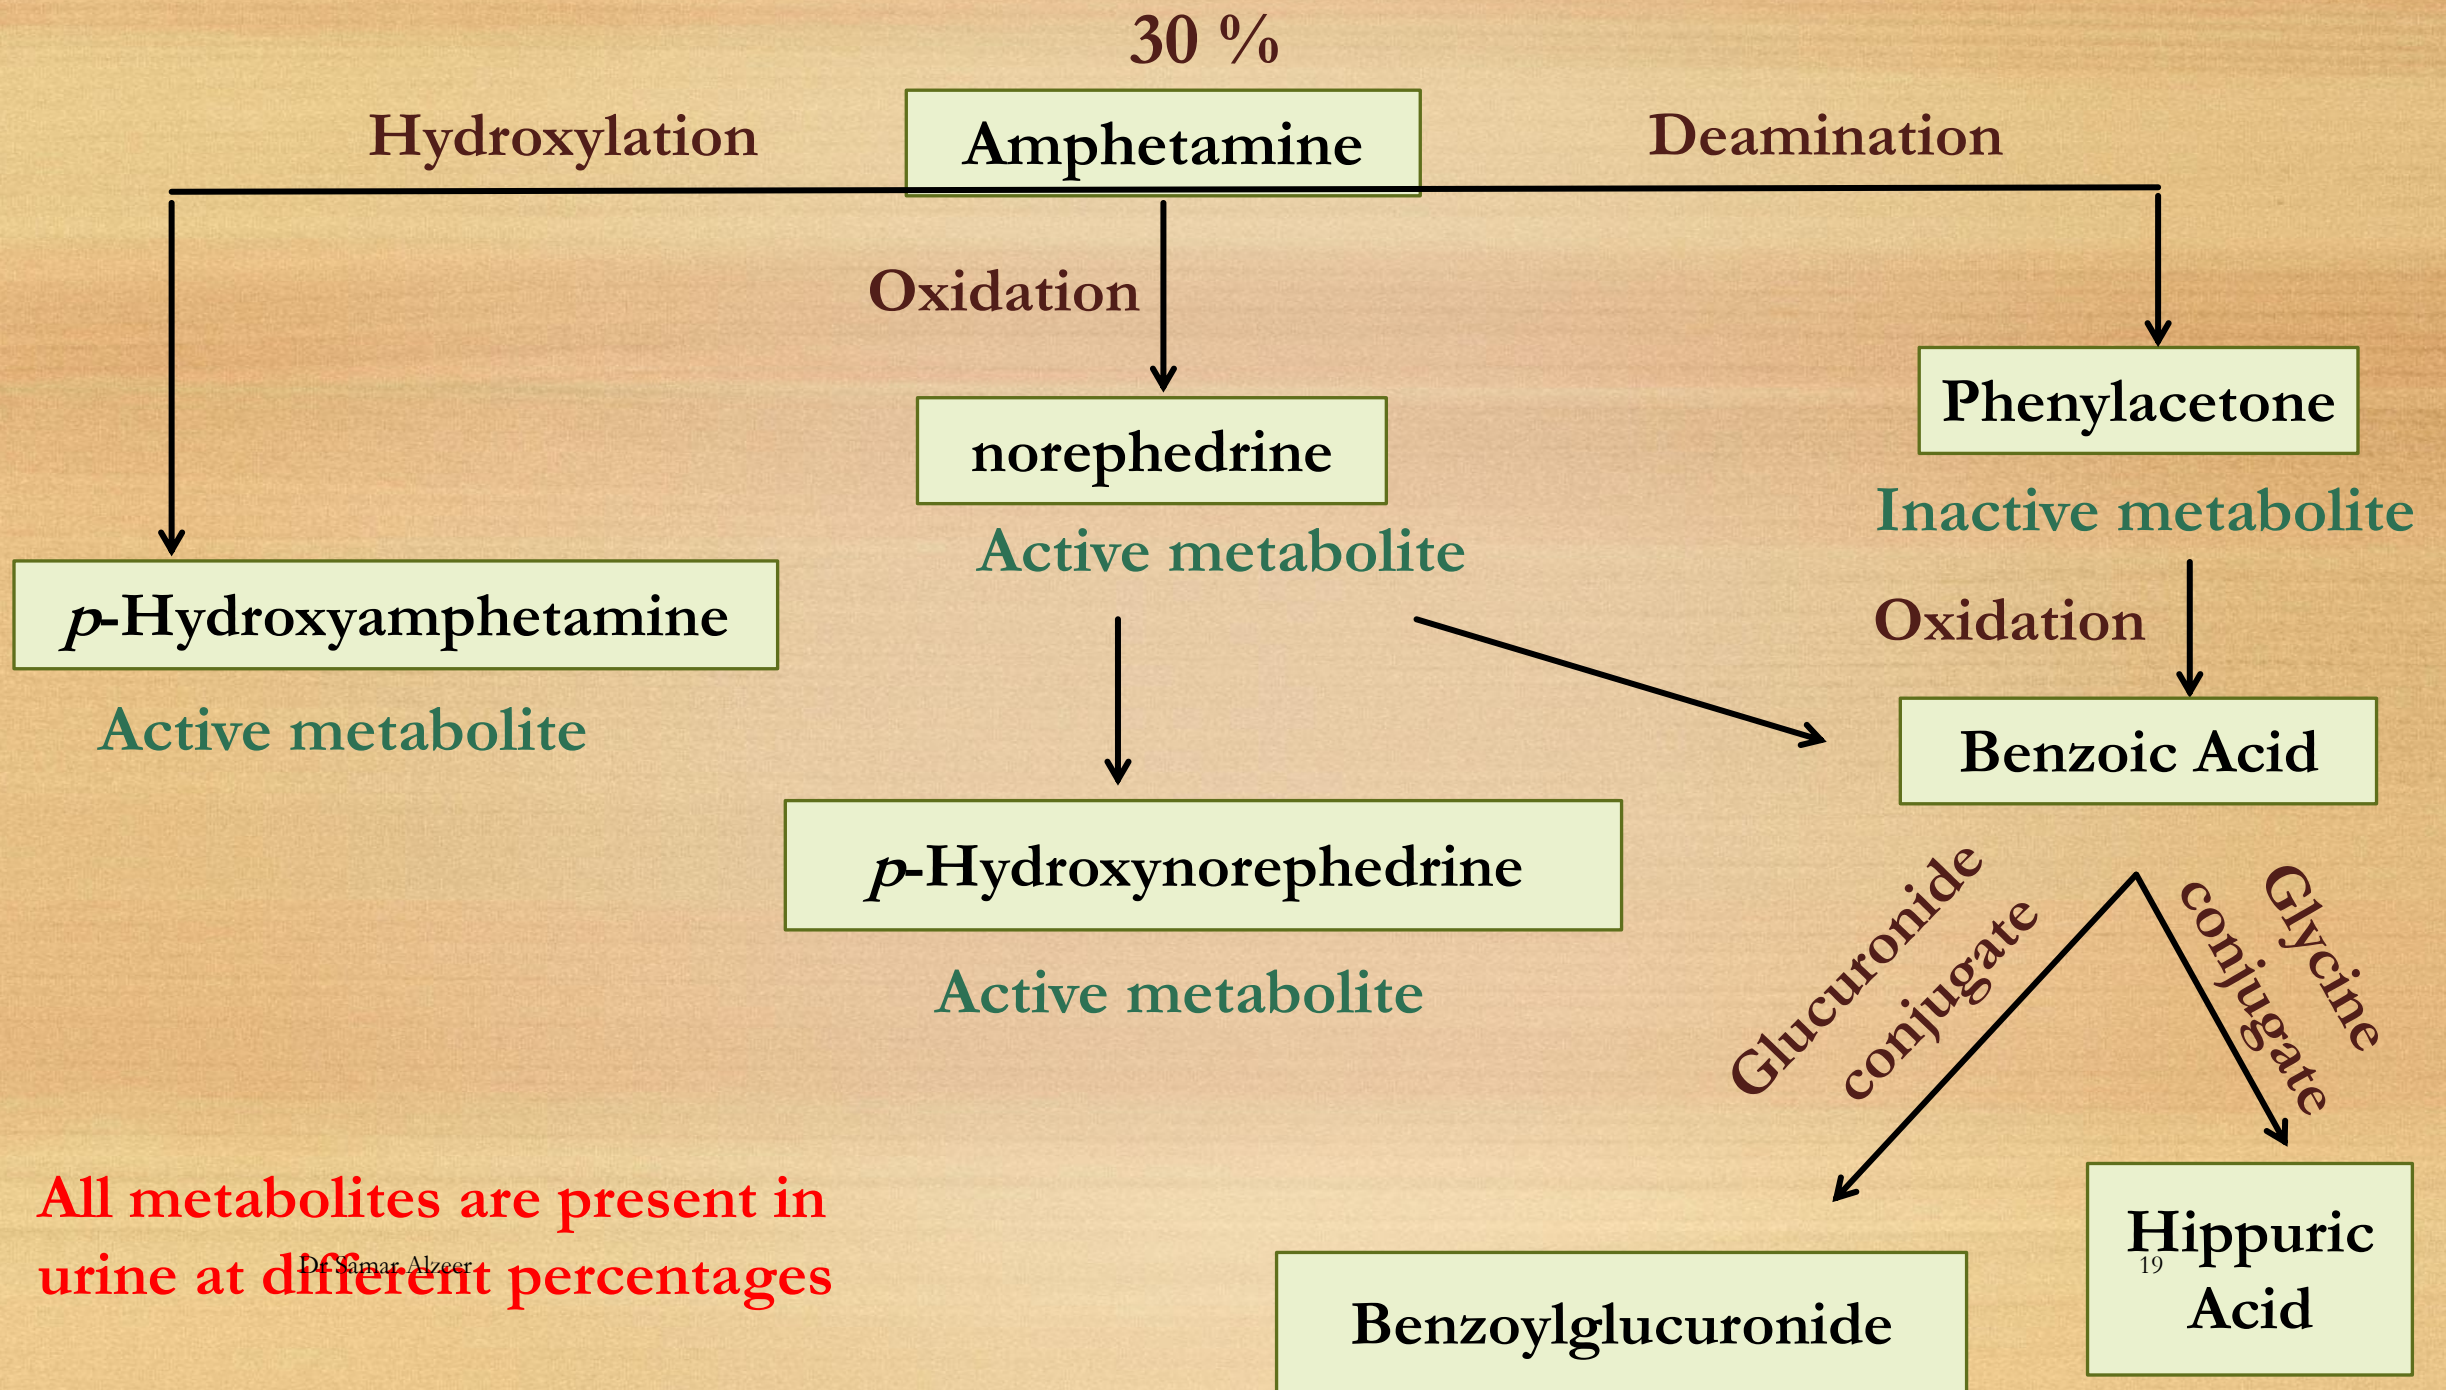 30 %
Hydroxylation
Amphetamine
Deamination
Oxidation
norephedrine
Active metabolite
Phenylacetone
Inactive metabolite
Oxidation
p-Hydroxyamphetamine
Active metabolite
Benzoic Acid
p-Hydroxynorephedrine
Active metabolite
Glucuronide
conjugate
Glycine
conjugate
All metabolites are present in
urine at different percentages
Dr Samar Alzeer
Benzoylglucuronide
Hippuric
Acid
19